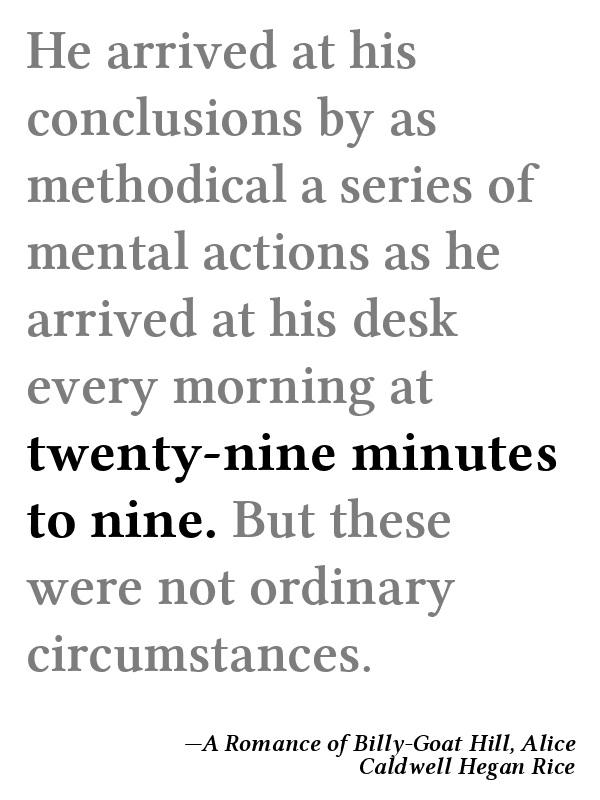 He arrived at his
conclusions by as
methodical a series of
mental actions as he
arrived at his desk
every morning at
twenty-nine minutes
to nine. But these
were not ordinary
circumstances.
—A Romance of Billy-Goat Hill, Alice
Caldwell Hegan Rice